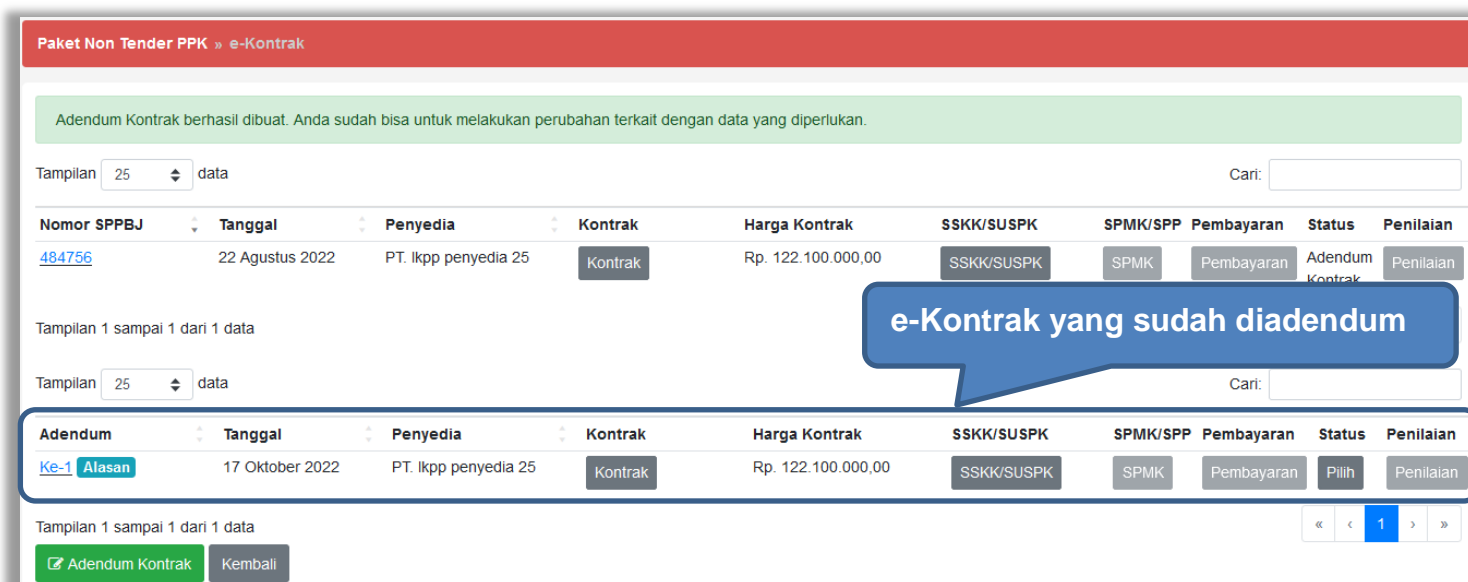 Paket Non Tender PPK » e-Kontrak
Adendum Kontrak berhasil dibuat. Anda sudah bisa untuk melakukan perubahan terkait dengan data yang diperlukan.
Tampilan 25 data Cari:
Nomor SPPBJ Tanggal Penyedia Kontrak Harga Kontrak SSKK/SUSPK SPMK/SPP Pembayaran Status Penilaian
484756 22 Agustus 2022 PT. lkpp penyedia 25 Kontrak Rp. 122.100.000,00 SSKK/SUSPK SPMK Pembayaran Adendum Kontrak Penilaian
e-Kontrak yang sudah diadendum
Tampilan 1 sampai 1 dari 1 data
Tampilan 25 data Cari:
Adendum Tanggal Penyedia Kontrak Harga Kontrak SSKK/SUSPK SPMK/SPP Pembayaran Status Penilaian
Ke-1 Alasan 17 Oktober 2022 PT. lkpp penyedia 25 Kontrak Rp. 122.100.000,00 SSKK/SUSPK SPMK Pembayaran Pilih Penilaian
Tampilan 1 sampai 1 dari 1 data « ‹ 1 › »
Adendum Kontrak Kembali